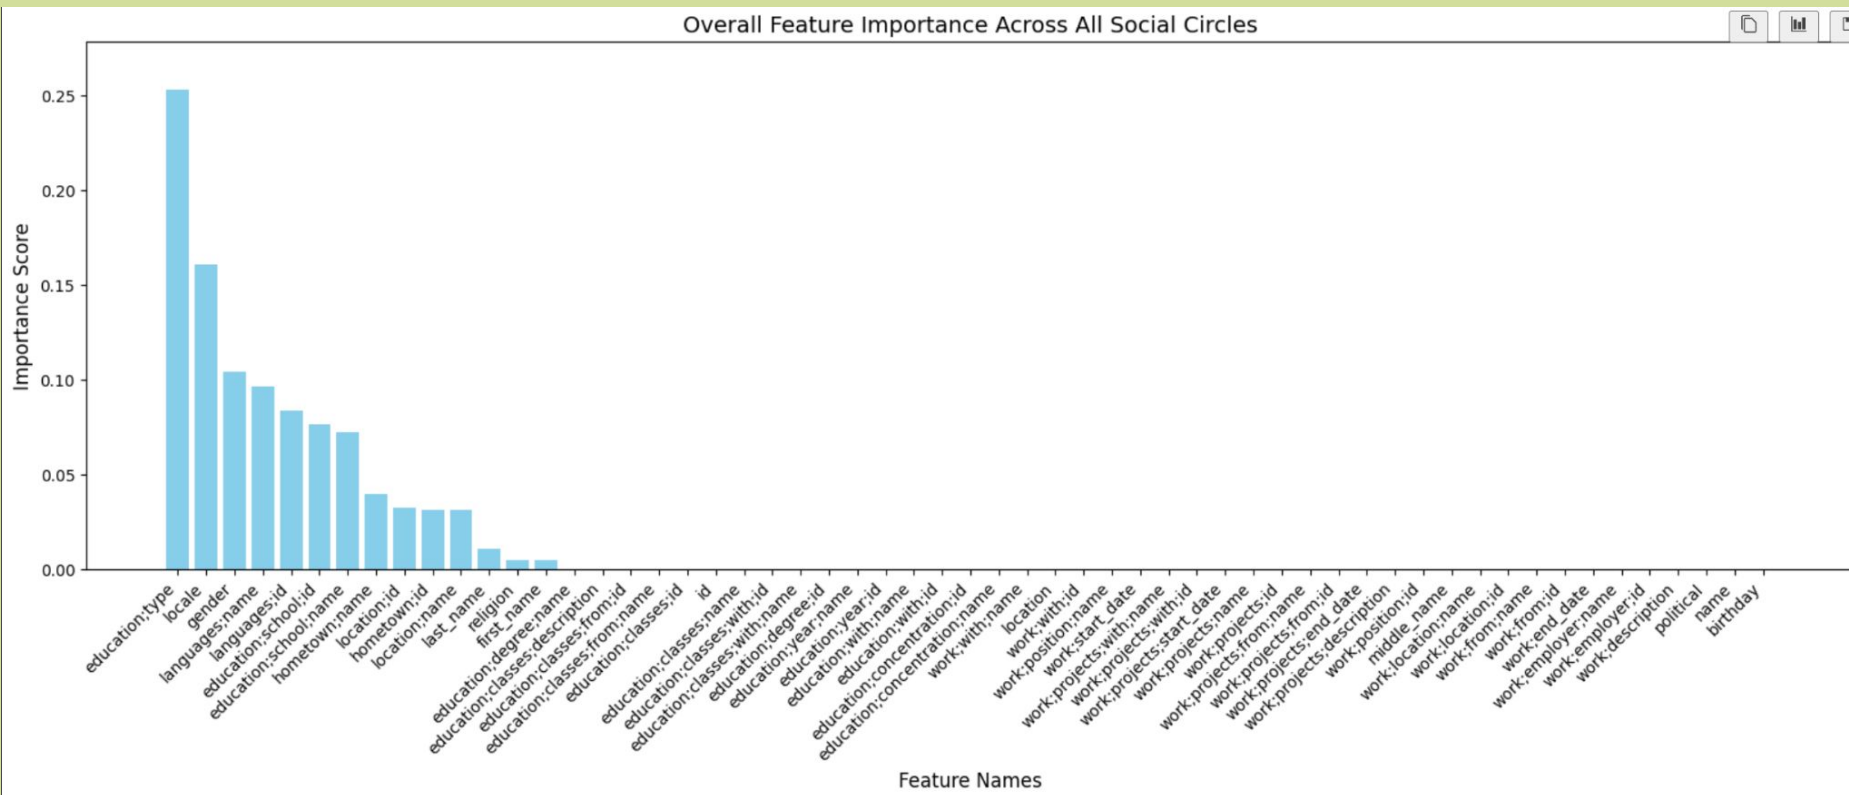 Overall Feature Importance Across All Social Circles
Importance Score
0.25
0.20
0.15
0.10
0.05
0.00
education;type
locale
gender
languages;name
languages;id
education;school;id
education;school;name
hometown;name
location;id
hometown;id
location;name
last_name
religion
first_name
education;degree;name
education;classes;description
education;classes;from;id
education;classes;from;name
education;classes;id
id
education;classes;name
education;classes;with;id
education;classes;with;name
education;degree;id
education;year;name
education;year;id
education;with;name
education;with;id
education;concentration;id
education;concentration;name
work;with;name
location
work;with;id
work;position;name
work;start_date
work;projects;with;name
work;projects;with;id
work;projects;start_date
work;projects;name
work;projects;id
work;projects;from;name
work;projects;from;id
work;projects;end_date
work;projects;description
work;position;id
middle_name
work;location;name
work;location;id
work;from;name
work;from;id
work;end_date
work;employer;name
work;employer;id
work;description
political
name
birthday
Feature Names